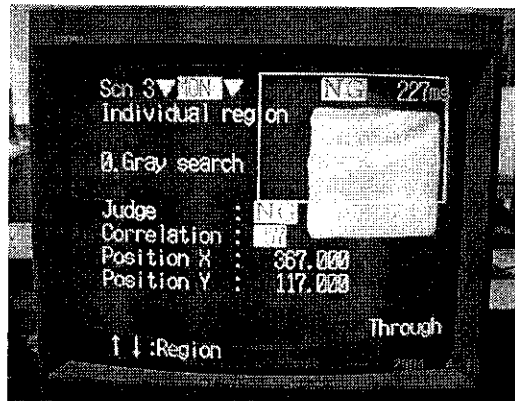 Scn 3▼ MON ▼ NG 227ms
Individual region
0.Gray search
Judge : NG
Correlation :
Position X : 367.000
Position Y : 117.000
Through
↑ ↓ :Region